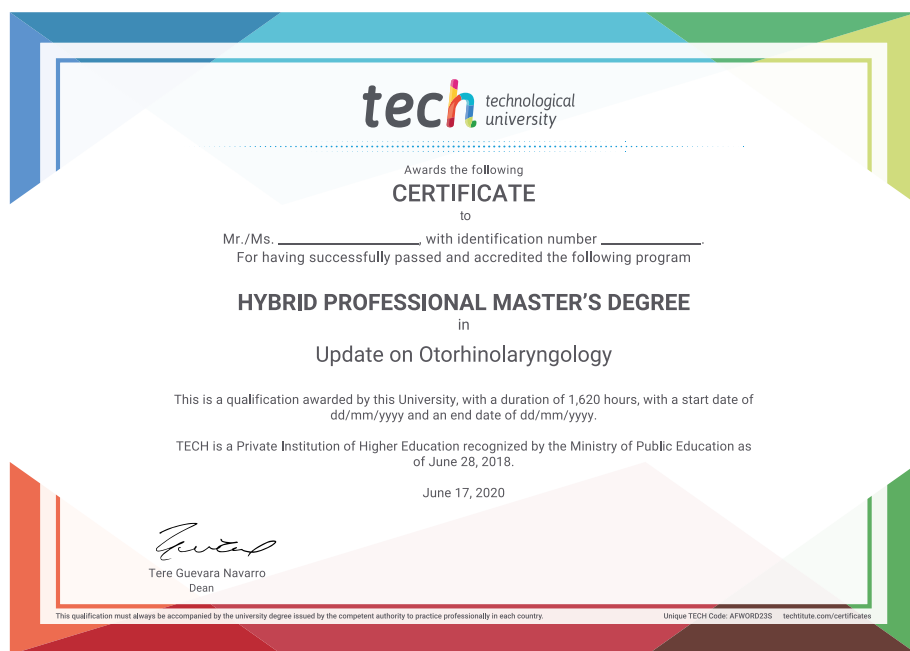 tech technological
university
Awards the following
CERTIFICATE
to
Mr./Ms. ____________________, with identification number ______________.
For having successfully passed and accredited the following program
HYBRID PROFESSIONAL MASTER'S DEGREE
in
Update on Otorhinolaryngology
This is a qualification awarded by this University, with a duration of 1,620 hours, with a start date of
dd/mm/yyyy and an end date of dd/mm/yyyy.
TECH is a Private Institution of Higher Education recognized by the Ministry of Public Education as
of June 28, 2018.
June 17, 2020
Tere Guevara Navarro
Dean
This qualification must always be accompanied by the university degree issued by the competent authority to practice professionally in each country.
Unique TECH Code: AFWORD23S techtitute.com/certificates